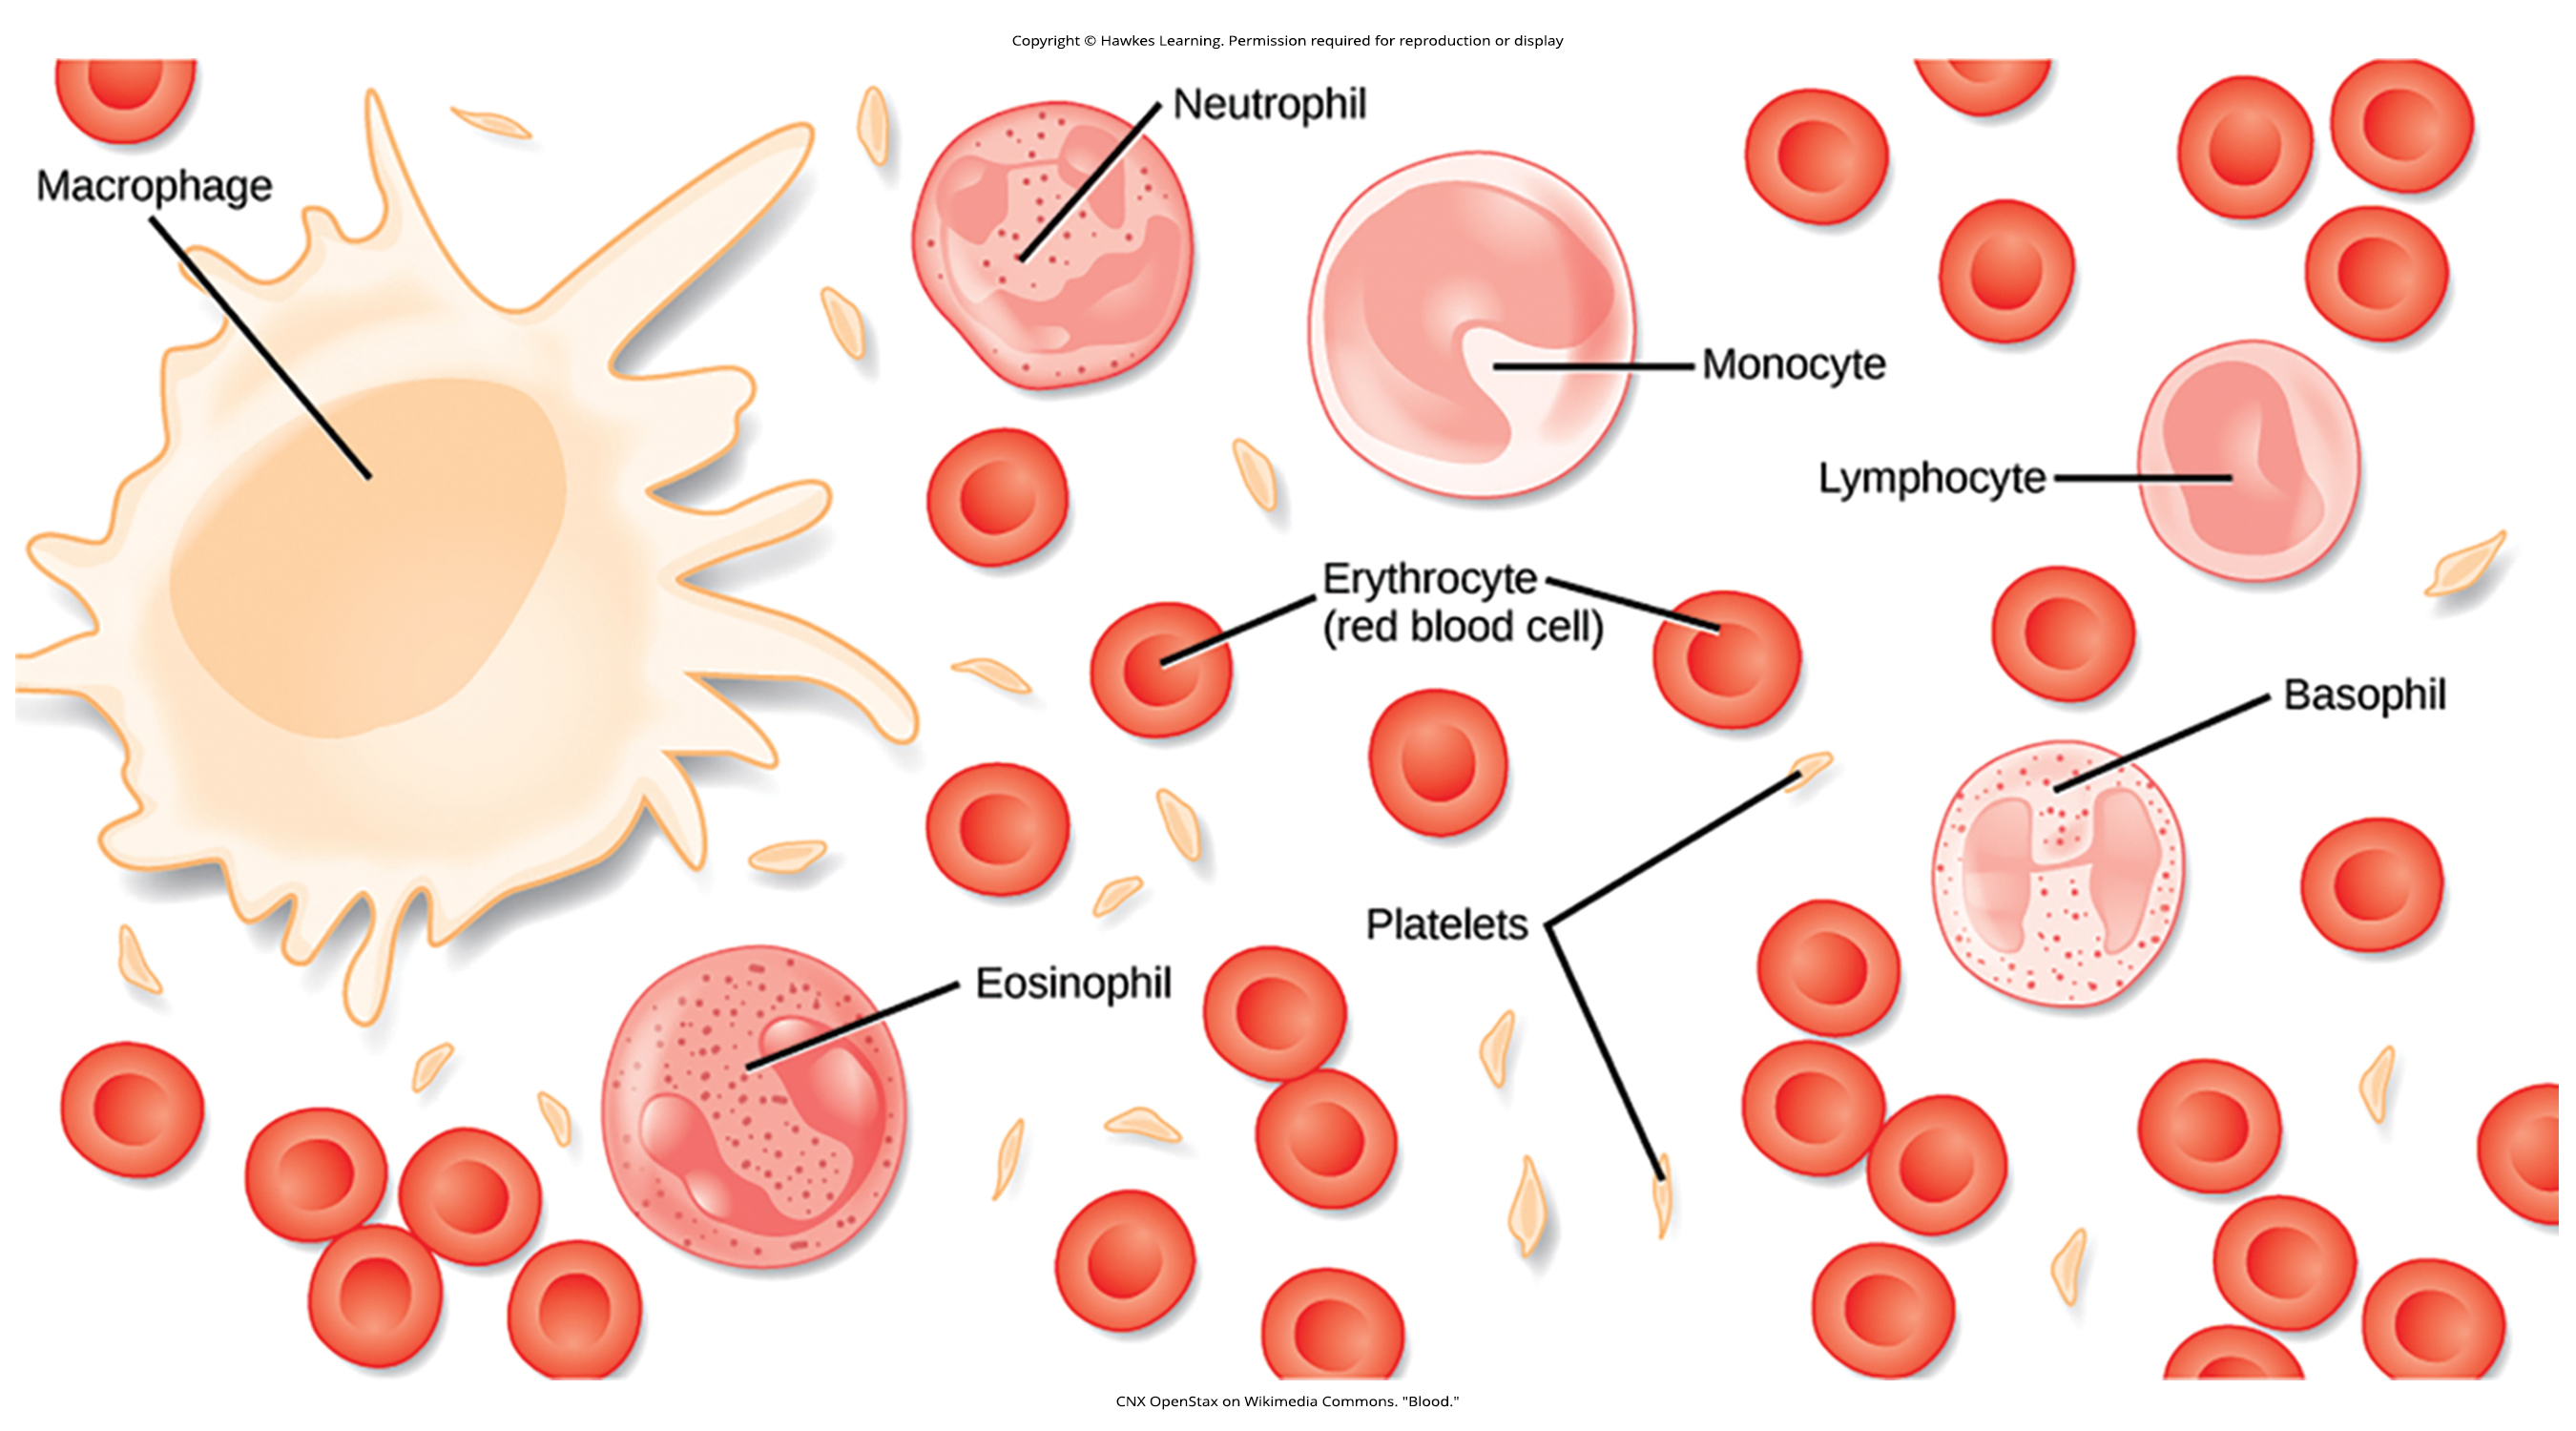 Copyright © Hawkes Learning. Permission required for reproduction or display
Neutrophil
Macrophage
Monocyte
Lymphocyte
Erythrocyte
(red blood cell)
Basophil
Platelets
Eosinophil
CNX OpenStax on Wikimedia Commons. "Blood."